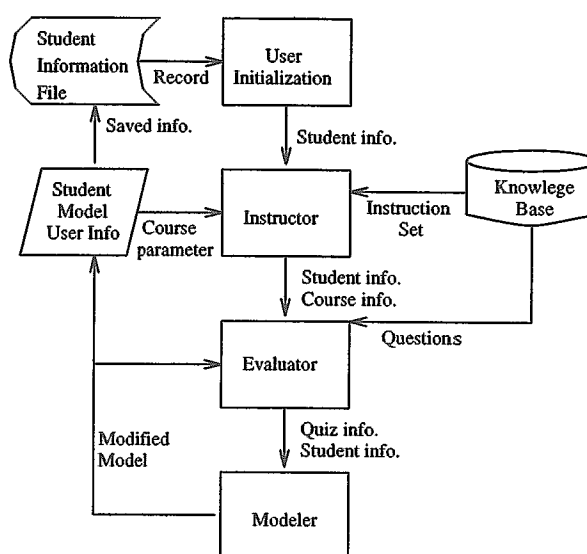 Student
Information
File
Record
User
Initialization
Saved info.
Student info.
Student
Model
User Info
Course
parameter
Instructor
Instruction
Set
Knowlege
Base
Student info.
Course info.
Evaluator
Questions
Modified
Model
Quiz info.
Student info.
Modeler